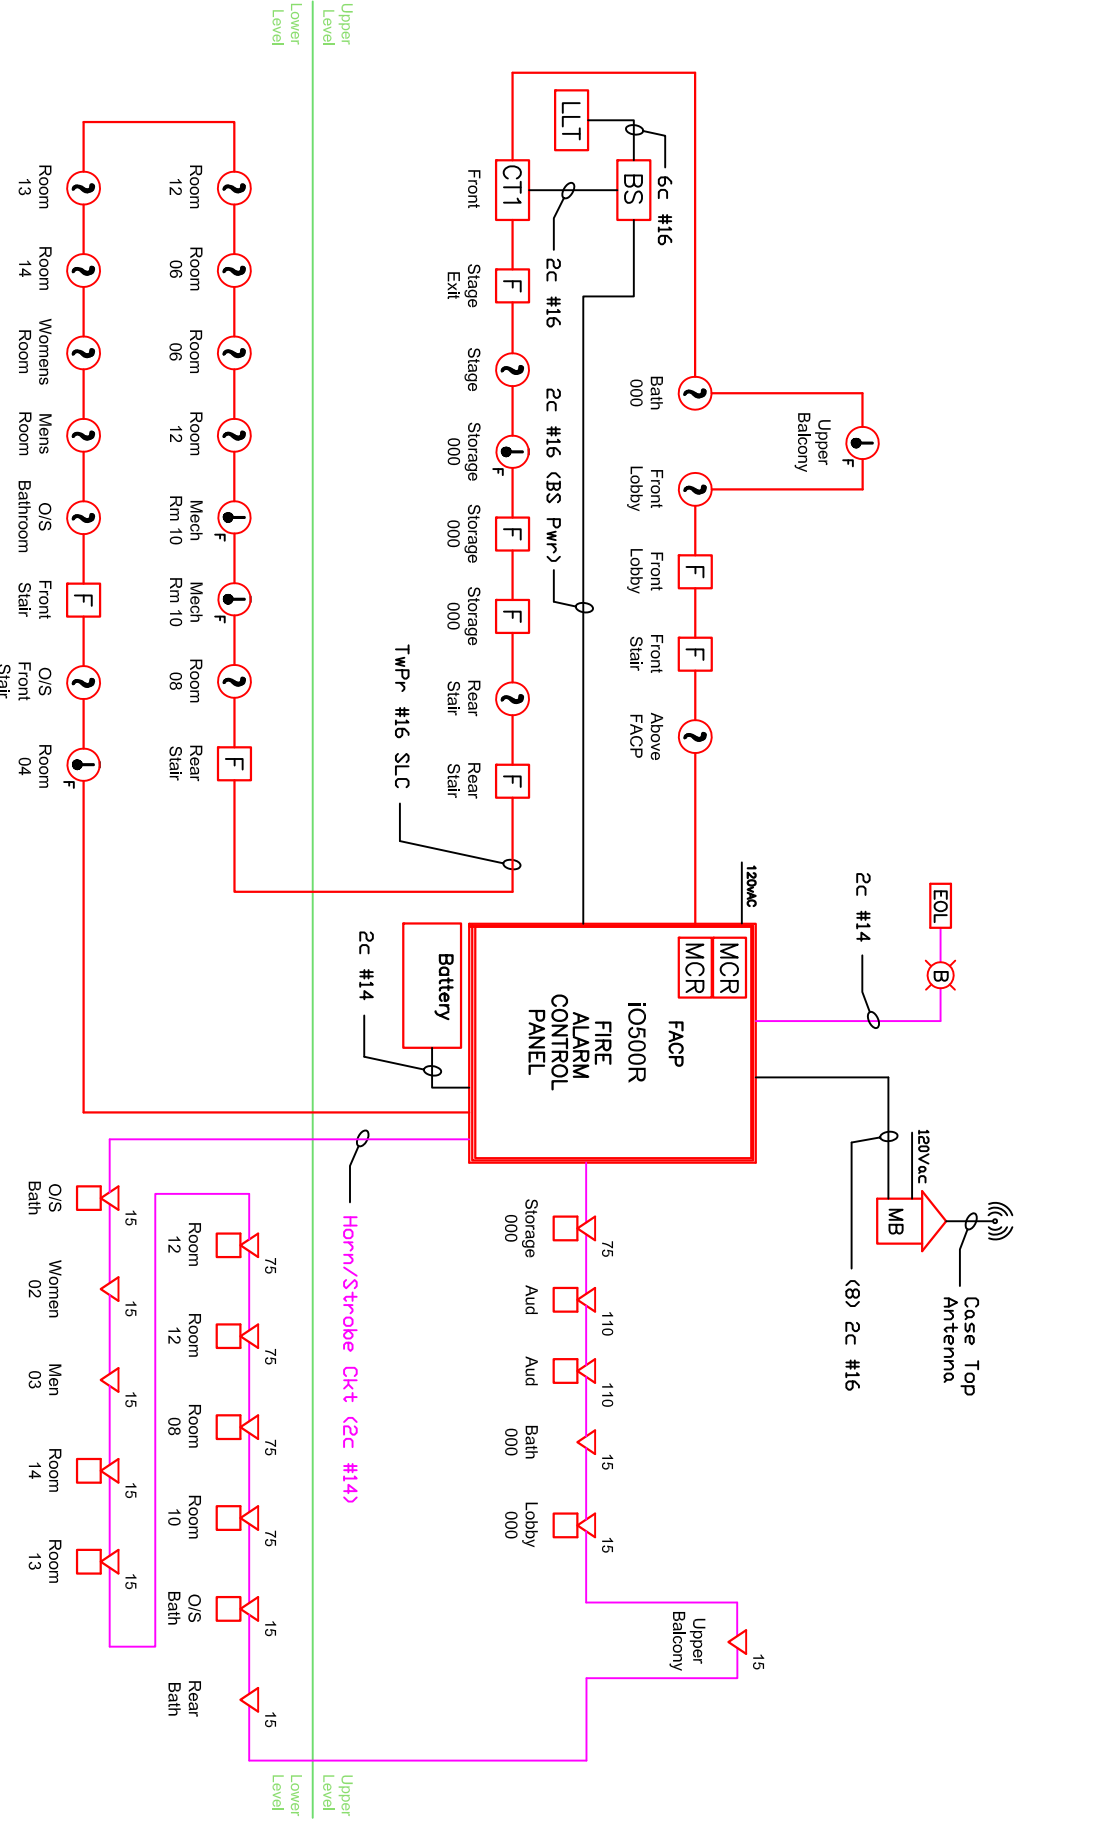 EOL
B
2c #14
120Vac
MB
Case Top
Antenna
(8) 2c #16
Upper
Balcony
F
120vAC
Bath
000
Front
Lobby
Front
Lobby
F
Front
Stair
F
Above
FACP
MCR
MCR
FACP
iO500R
FIRE
ALARM
CONTROL
PANEL
Upper
Balcony
15
6c #16
LLT
BS
2c #16
2c #16 (BS Pwr)
CT1
Front
F
Stage
Exit
Stage
F
Storage
000
F
Storage
000
F
Storage
000
Rear
Stair
F
Rear
Stair
TwPr #16 SLC
Battery
2c #14
75
Storage
000
110
Aud
110
Aud
15
Bath
000
15
Lobby
000
Horn/Strobe Ckt (2c #14)
Upper
Level
Lower
Level
Upper
Level
Lower
Level
Room
12
Room
06
Room
06
Room
12
F
Mech
Rm 10
F
Mech
Rm 10
Room
08
F
Rear
Stair
75
Room
12
75
Room
12
75
Room
08
75
Room
10
15
O/S
Bath
15
Rear
Bath
Room
13
Room
14
Womens
Room
Mens
Room
O/S
Bathroom
F
Front
Stair
O/S
Front
Stair
F
Room
04
15
O/S
Bath
15
Women
02
15
Men
03
15
Room
14
15
Room
13